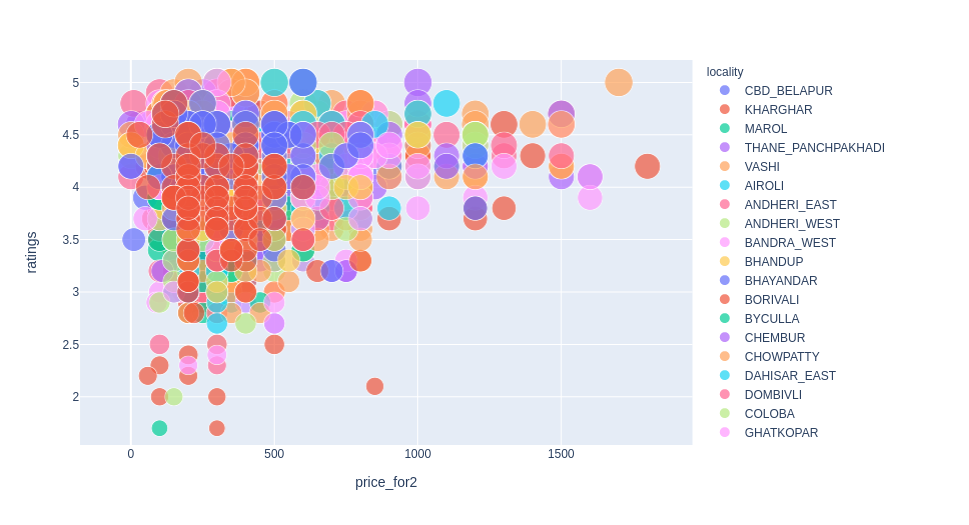 locality
CBD_BELAPUR
KHARGHAR
MAROL
THANE_PANCHPAKHADI
VASHI
AIROLI
ANDHERI_EAST
ANDHERI_WEST
BANDRA_WEST
BHANDUP
BHAYANDAR
BORIVALI
BYCULLA
CHEMBUR
CHOWPATTY
DAHISAR_EAST
DOMBIVLI
COLOBA
GHATKOPAR
5
4.5
4
3.5
3
2.5
2
ratings
0
500
1000
1500
price_for2